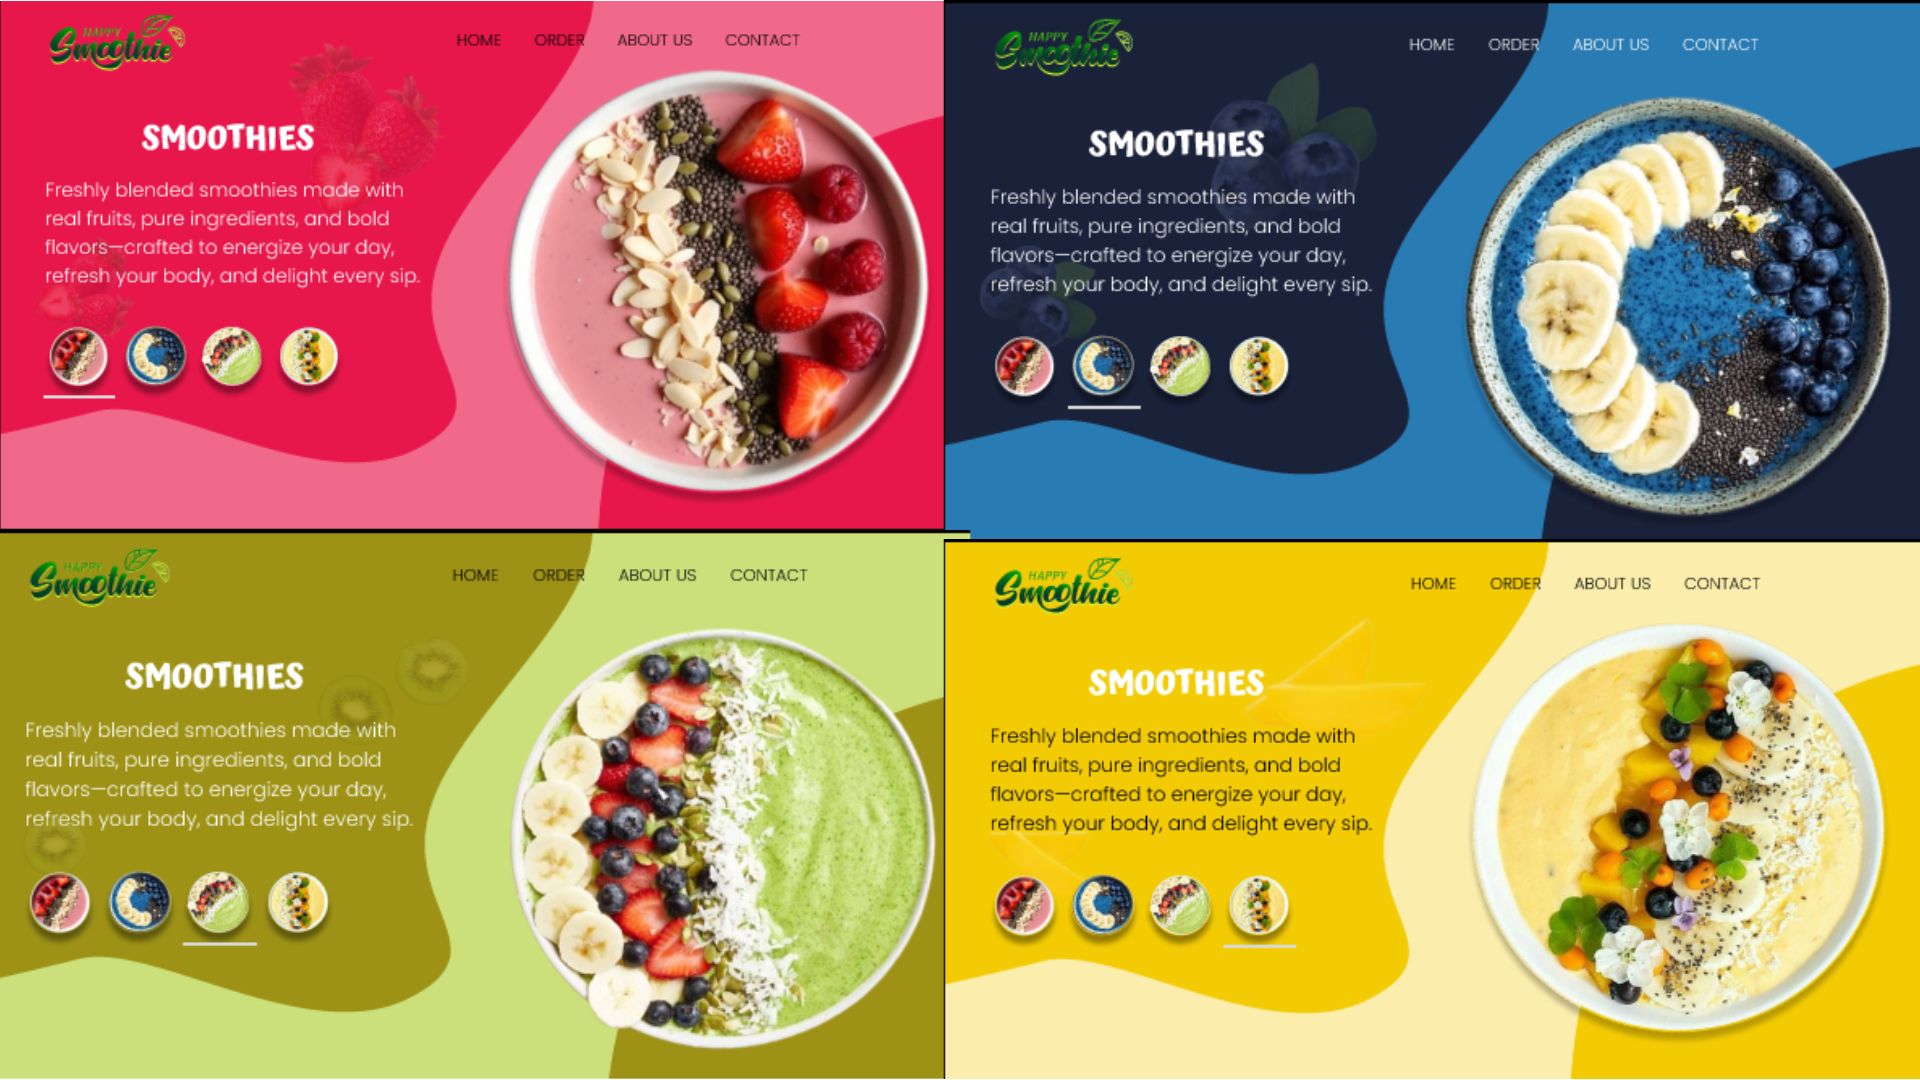 HAPPY
Smoothie
HOME ORDER ABOUT US CONTACT
SMOOTHIES
Freshly blended smoothies made with
real fruits, pure ingredients, and bold
flavors—crafted to energize your day,
refresh your body, and delight every sip.
HAPPY
Smoothie
HOME ORDER ABOUT US CONTACT
SMOOTHIES
Freshly blended smoothies made with
real fruits, pure ingredients, and bold
flavors—crafted to energize your day,
refresh your body, and delight every sip.
HAPPY
Smoothie
HOME ORDER ABOUT US CONTACT
SMOOTHIES
Freshly blended smoothies made with
real fruits, pure ingredients, and bold
flavors—crafted to energize your day,
refresh your body, and delight every sip.
HAPPY
Smoothie
HOME ORDER ABOUT US CONTACT
SMOOTHIES
Freshly blended smoothies made with
real fruits, pure ingredients, and bold
flavors—crafted to energize your day,
refresh your body, and delight every sip.